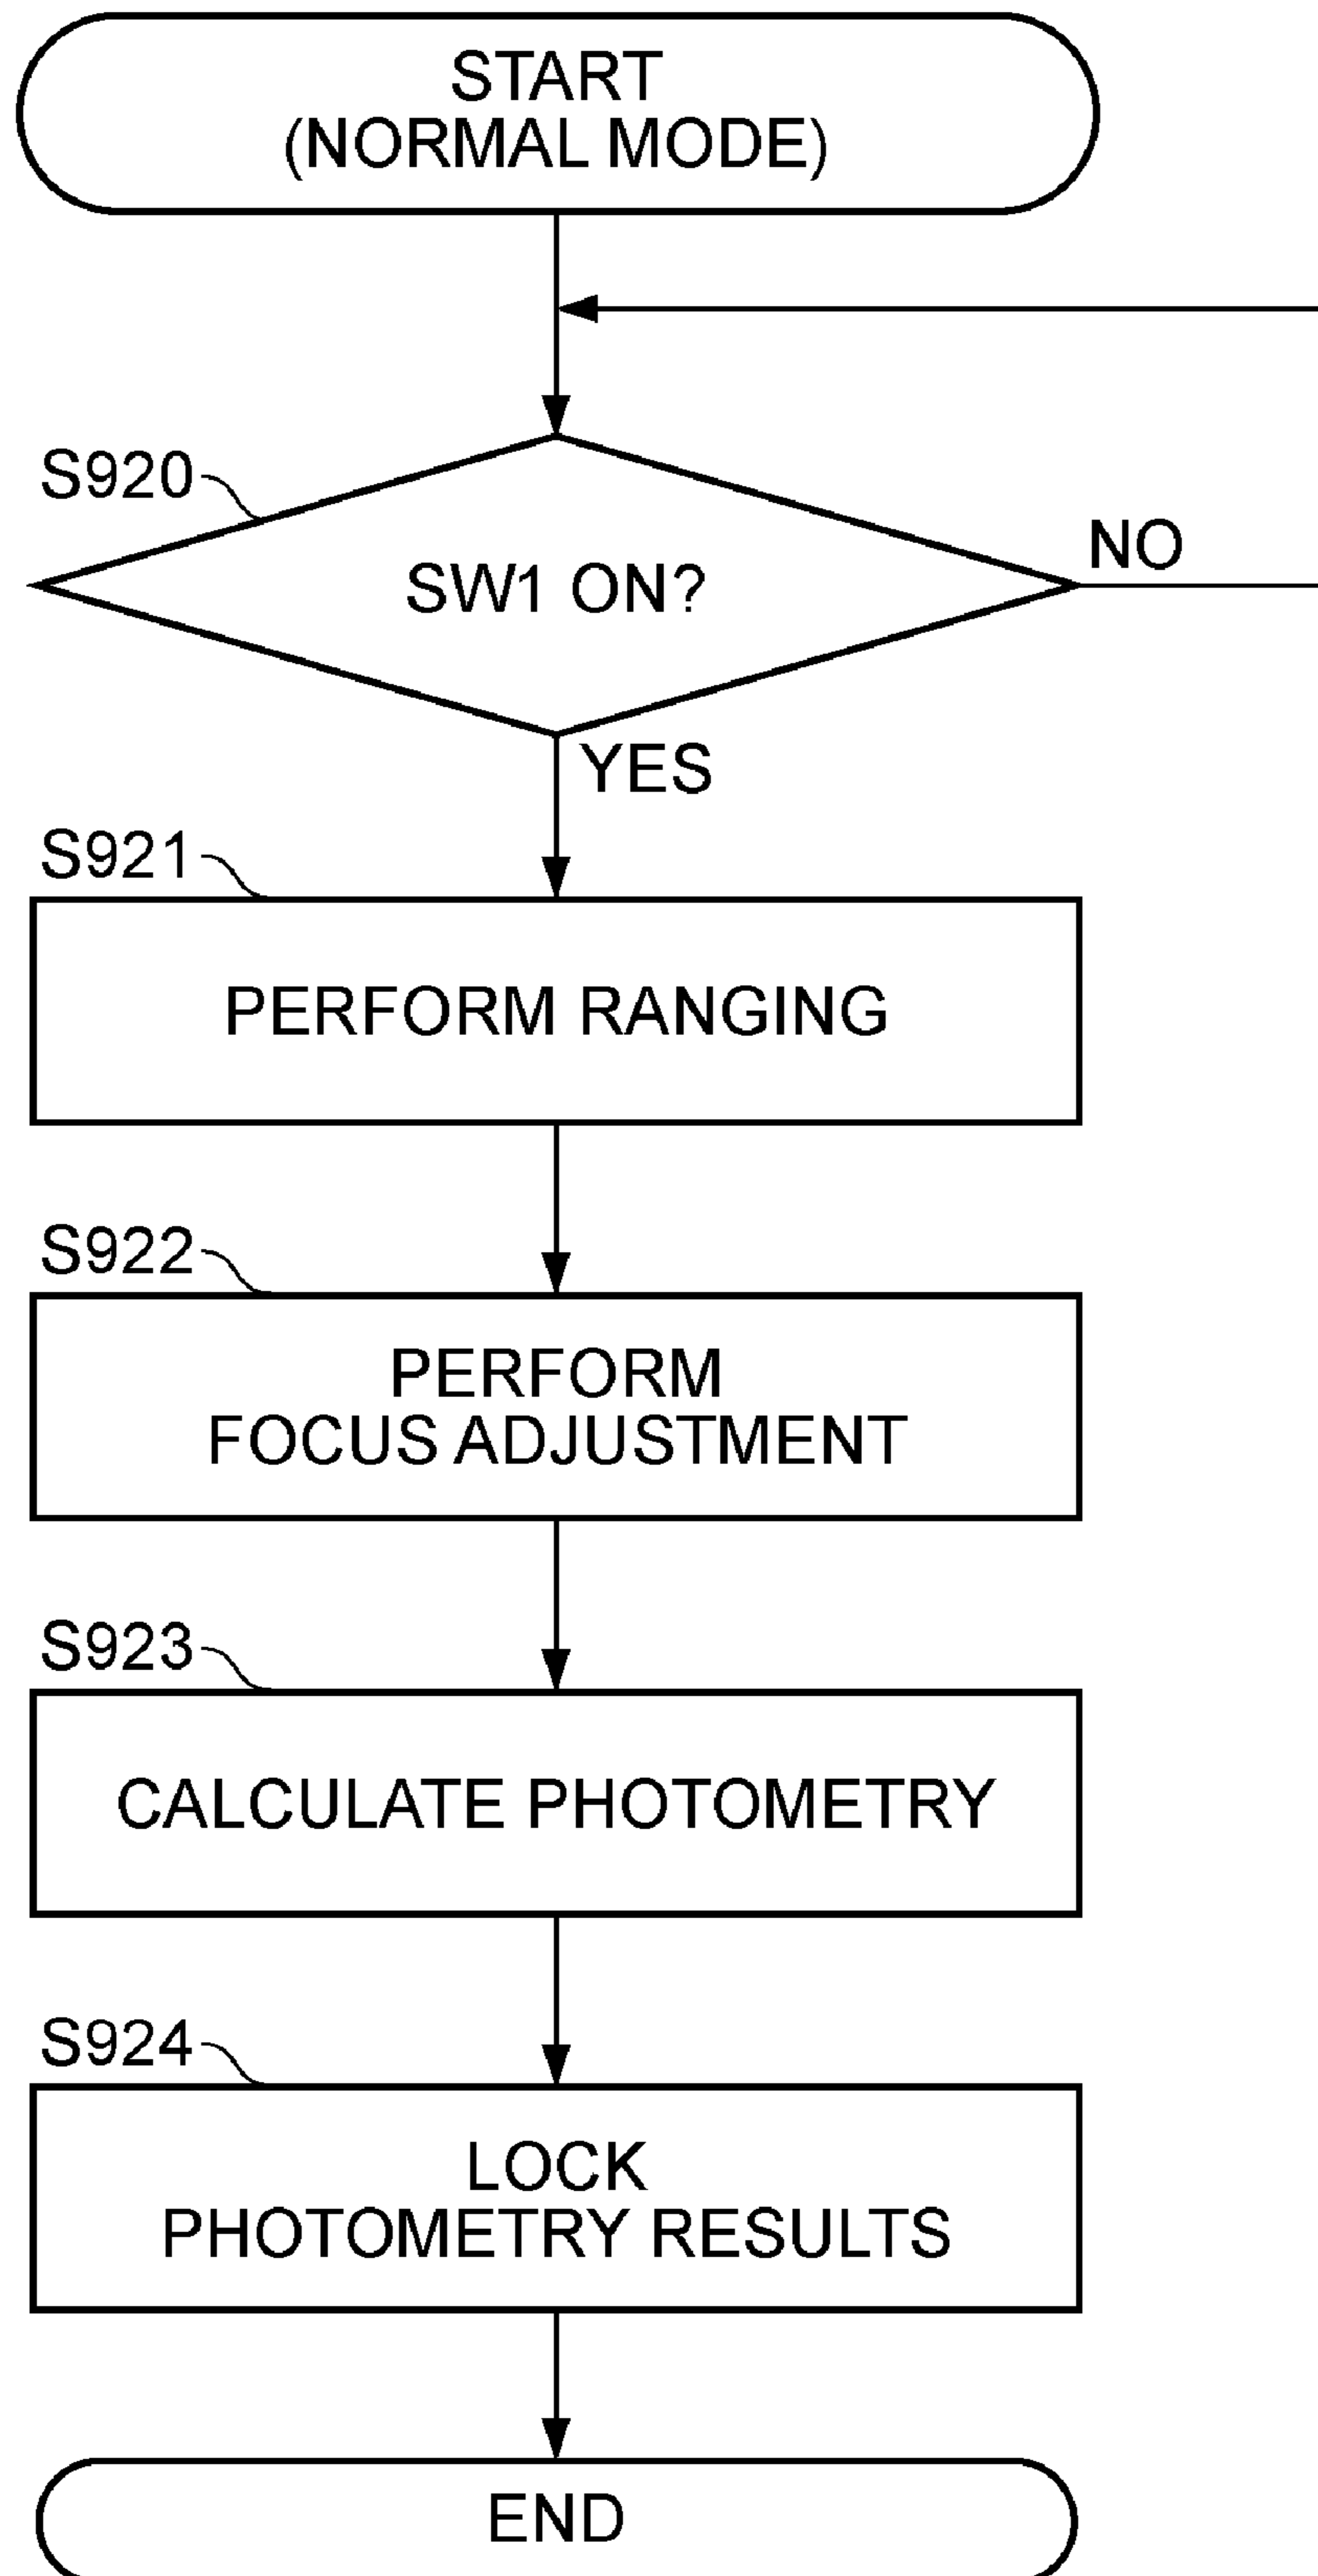 START
(NORMAL MODE)
S920
SW1 ON?
NO
YES
S921
PERFORM RANGING
S922
PERFORM
FOCUS ADJUSTMENT
S923
CALCULATE PHOTOMETRY
S924
LOCK
PHOTOMETRY RESULTS
END